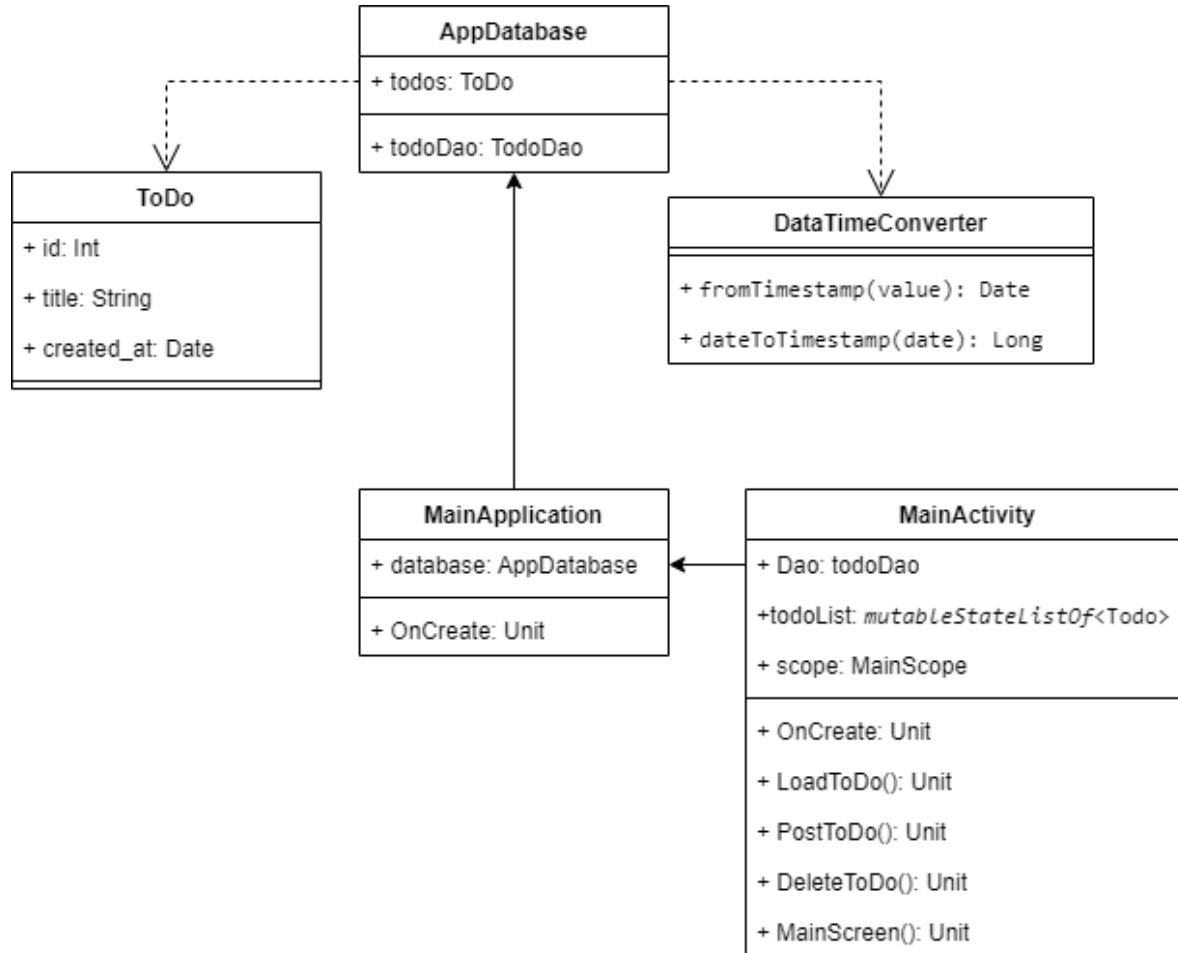 AppDatabase
+ todos: ToDo
+ todoDao: TodoDao
ToDo
+ id: Int
+ title: String
+ created_at: Date
DataTimeConverter
+ fromTimestamp(value): Date
+ dateToTimestamp(date): Long
MainApplication
+ database: AppDatabase
+ OnCreate: Unit
MainActivity
+ Dao: todoDao
+todoList: mutableStateListOf<Todo>
+ scope: MainScope
+ OnCreate: Unit
+ LoadToDo(): Unit
+ PostToDo(): Unit
+ DeleteToDo(): Unit
+ MainScreen(): Unit